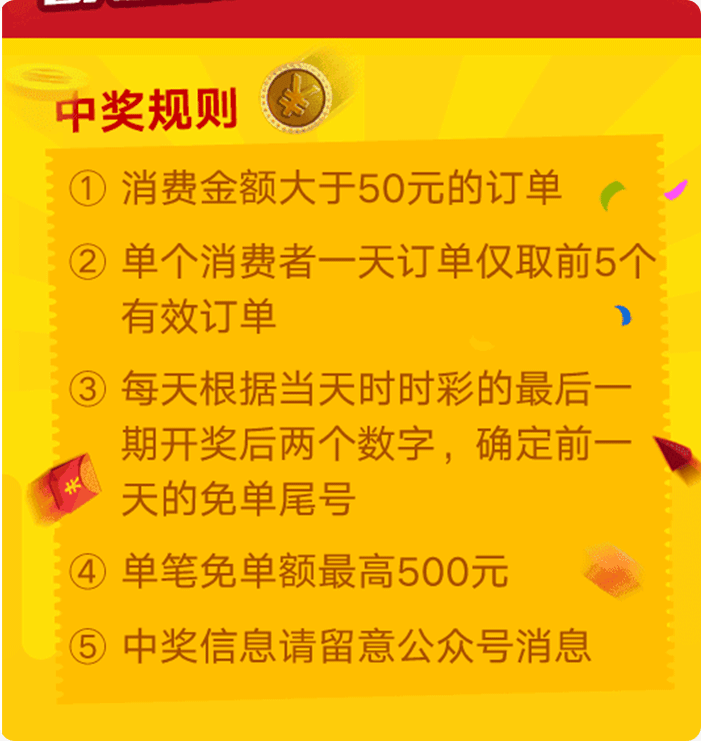 中奖规则
① 消费金额大于50元的订单
② 单个消费者一天订单仅取前5个
有效订单
③ 每天根据当天时时彩的最后一
期开奖后两个数字，确定前一
天的免单尾号
④ 单笔免单额最高500元
⑤ 中奖信息请留意公众号消息